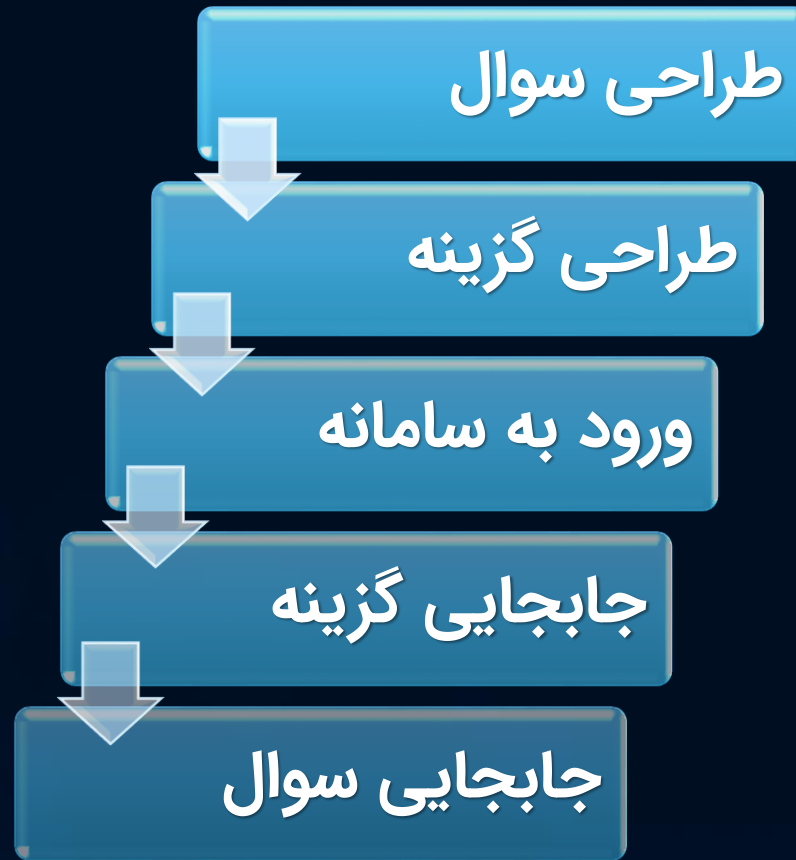 طراحی سوال
طراحی گزینه
ورود به سامانه
جابجایی گزینه
جابجایی سوال